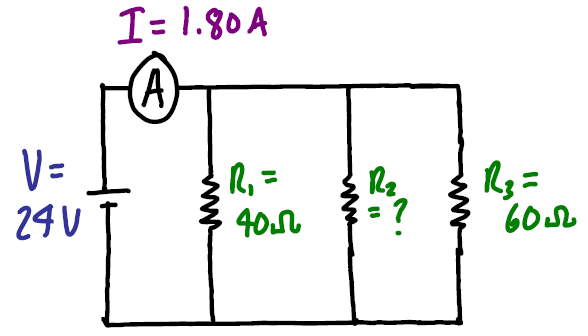 I = 1.80 A
A
V =
24 V
R₁ =
40 Ω
R₂
= ?
R₃ =
60 Ω